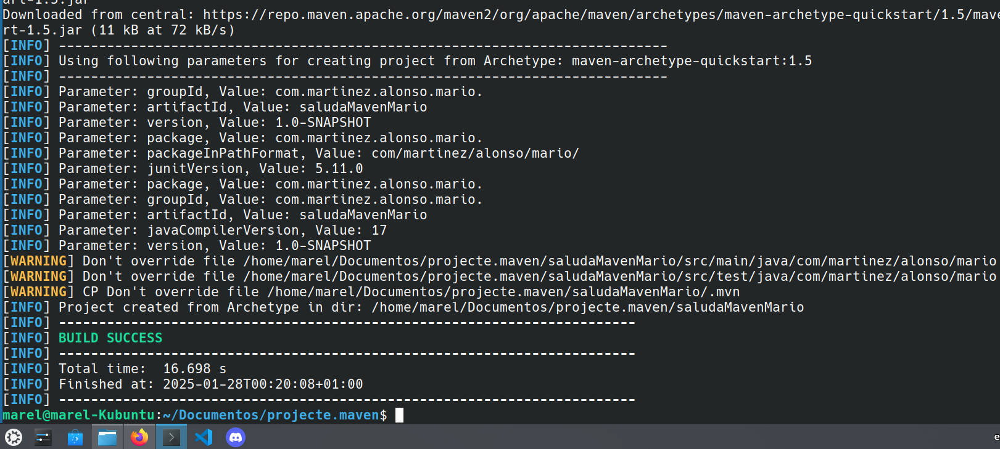 art-1.5.jar
Downloaded from central: https://repo.maven.apache.org/maven2/org/apache/maven/archetypes/maven-archetype-quickstart/1.5/mave
rt-1.5.jar (11 kB at 72 kB/s)
[INFO] ----------------------------------------------------------------------------
[INFO] Using following parameters for creating project from Archetype: maven-archetype-quickstart:1.5
[INFO] ----------------------------------------------------------------------------
[INFO] Parameter: groupId, Value: com.martinez.alonso.mario.
[INFO] Parameter: artifactId, Value: saludaMavenMario
[INFO] Parameter: version, Value: 1.0-SNAPSHOT
[INFO] Parameter: package, Value: com.martinez.alonso.mario.
[INFO] Parameter: packageInPathFormat, Value: com/martinez/alonso/mario/
[INFO] Parameter: junitVersion, Value: 5.11.0
[INFO] Parameter: package, Value: com.martinez.alonso.mario.
[INFO] Parameter: groupId, Value: com.martinez.alonso.mario.
[INFO] Parameter: artifactId, Value: saludaMavenMario
[INFO] Parameter: javaCompilerVersion, Value: 17
[INFO] Parameter: version, Value: 1.0-SNAPSHOT
[WARNING] Don't override file /home/marel/Documentos/projecte.maven/saludaMavenMario/src/main/java/com/martinez/alonso/mario
[WARNING] Don't override file /home/marel/Documentos/projecte.maven/saludaMavenMario/src/test/java/com/martinez/alonso/mario
[WARNING] CP Don't override file /home/marel/Documentos/projecte.maven/saludaMavenMario/.mvn
[INFO] Project created from Archetype in dir: /home/marel/Documentos/projecte.maven/saludaMavenMario
[INFO] ------------------------------------------------------------------------
[INFO] BUILD SUCCESS
[INFO] ------------------------------------------------------------------------
[INFO] Total time:  16.698 s
[INFO] Finished at: 2025-01-28T00:20:08+01:00
[INFO] ------------------------------------------------------------------------
marel@marel-Kubuntu:~/Documentos/projecte.maven$
e